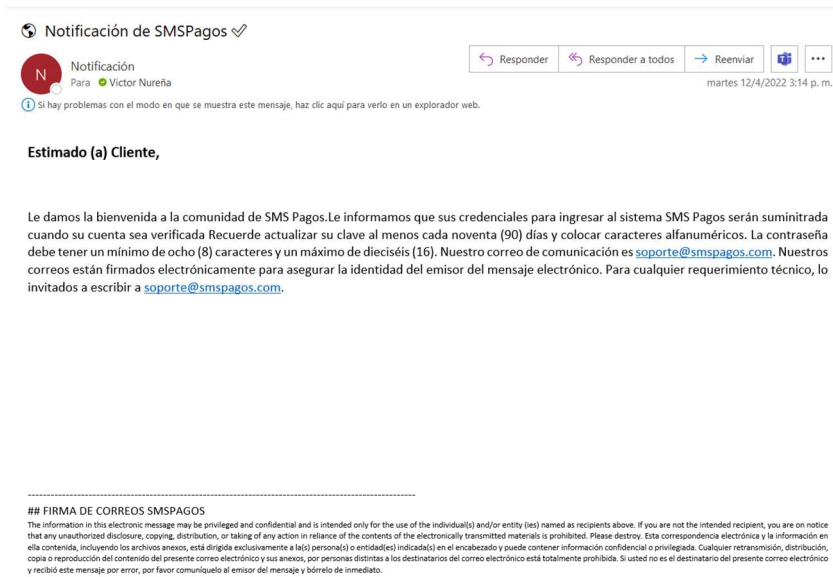 Notificación de SMSPagos
N
Notificación
Para Victor Nureña
Responder
Responder a todos
Reenviar
martes 12/4/2022 3:14 p. m.
Si hay problemas con el modo en que se muestra este mensaje, haz clic aquí para verlo en un explorador web.
Estimado (a) Cliente,
Le damos la bienvenida a la comunidad de SMS Pagos.Le informamos que sus credenciales para ingresar al sistema SMS Pagos serán suminitrada
cuando su cuenta sea verificada Recuerde actualizar su clave al menos cada noventa (90) días y colocar caracteres alfanuméricos. La contraseña
debe tener un mínimo de ocho (8) caracteres y un máximo de dieciséis (16). Nuestro correo de comunicación es soporte@smspagos.com. Nuestros
correos están firmados electrónicamente para asegurar la identidad del emisor del mensaje electrónico. Para cualquier requerimiento técnico, lo
invitados a escribir a soporte@smspagos.com.
----------------------------------------------------------------------------------------------------
## FIRMA DE CORREOS SMSPAGOS
The information in this electronic message may be privileged and confidential and is intended only for the use of the individual(s) and/or entity (ies) named as recipients above. If you are not the intended recipient, you are on notice
that any unauthorized disclosure, copying, distribution, or taking of any action in reliance of the contents of the electronically transmitted materials is prohibited. Please destroy. Esta correspondencia electrónica y la información en
ella contenida, incluyendo los archivos anexos, está dirigida exclusivamente a la(s) persona(s) o entidad(es) indicada(s) en el encabezado y puede contener información confidencial o privilegiada. Cualquier retransmisión, distribución,
copia o reproducción del contenido del presente correo electrónico y sus anexos, por personas distintas a los destinatarios del correo electrónico está totalmente prohibida. Si usted no es el destinatario del presente correo electrónico
y recibió este mensaje por error, por favor comuníquelo al emisor del mensaje y bórrelo de inmediato.